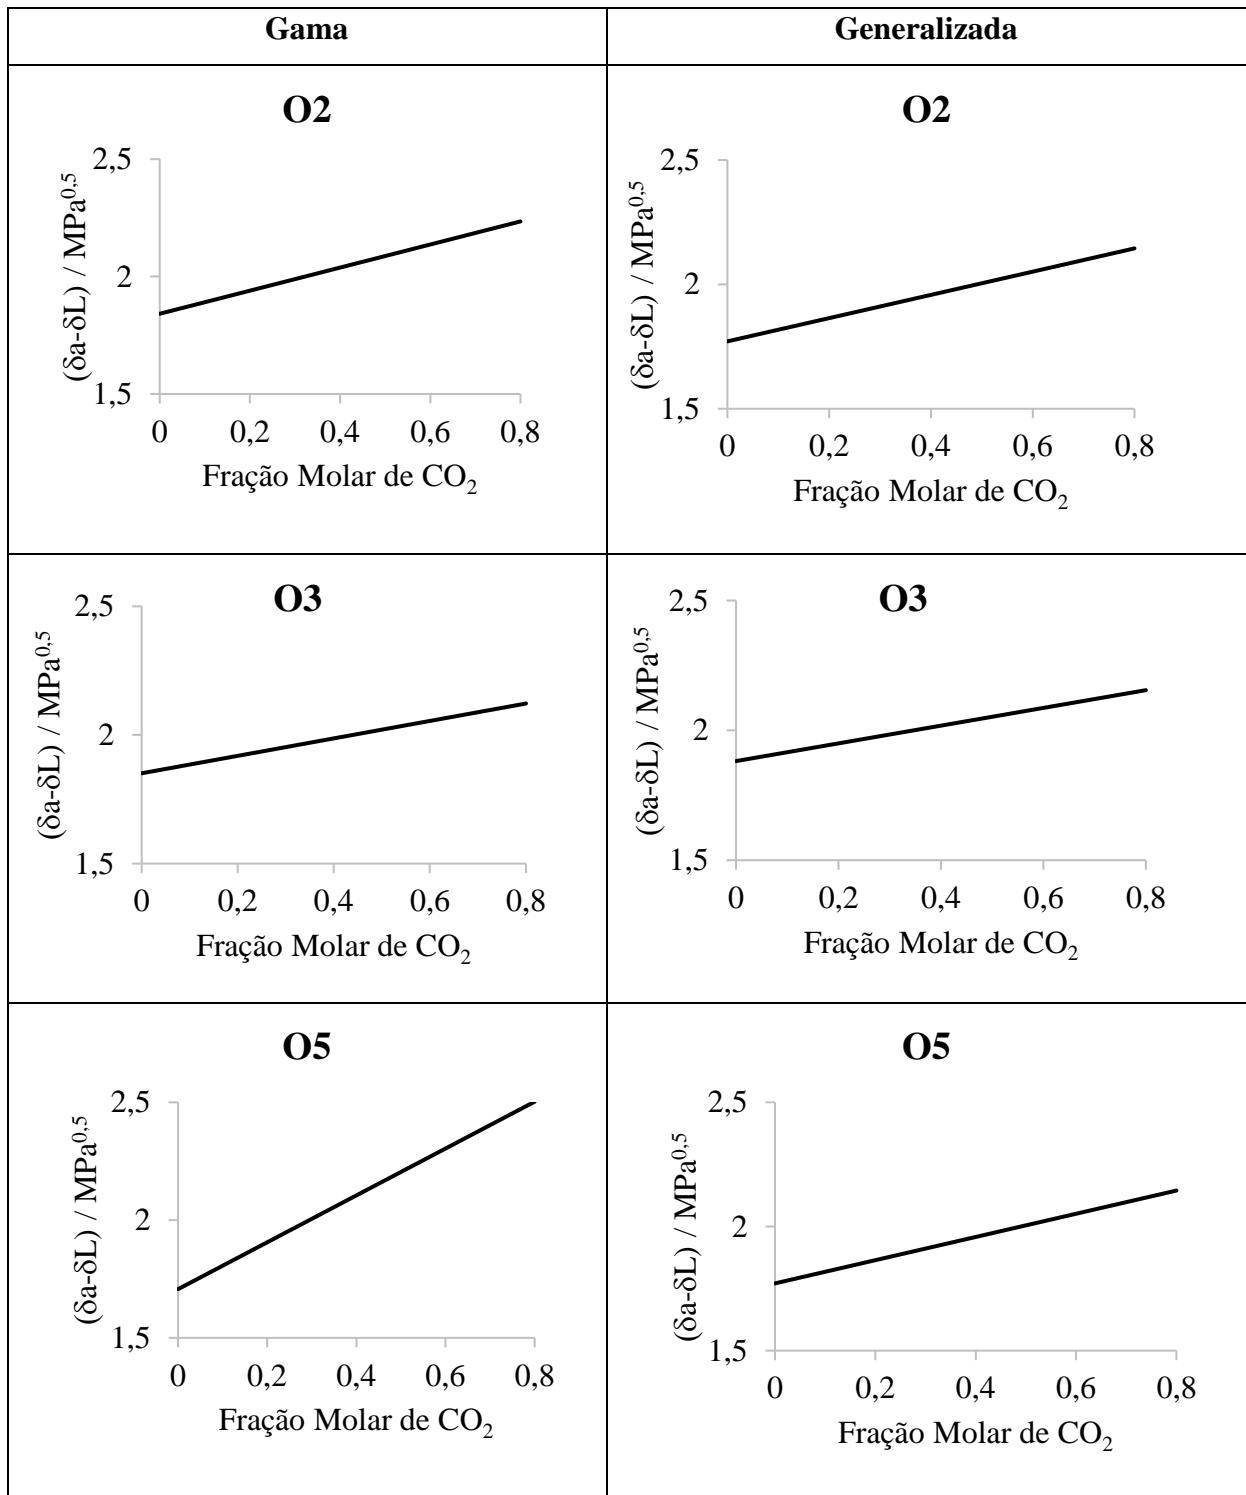 Gama
Generalizada
O2
(δa-δL) / MPa^0,5
2,5
2
1,5
0 0,2 0,4 0,6 0,8
Fração Molar de CO₂
O2
(δa-δL) / MPa^0,5
2,5
2
1,5
0 0,2 0,4 0,6 0,8
Fração Molar de CO₂
O3
(δa-δL) / MPa^0,5
2,5
2
1,5
0 0,2 0,4 0,6 0,8
Fração Molar de CO₂
O3
(δa-δL) / MPa^0,5
2,5
2
1,5
0 0,2 0,4 0,6 0,8
Fração Molar de CO₂
O5
(δa-δL) / MPa^0,5
2,5
2
1,5
0 0,2 0,4 0,6 0,8
Fração Molar de CO₂
O5
(δa-δL) / MPa^0,5
2,5
2
1,5
0 0,2 0,4 0,6 0,8
Fração Molar de CO₂